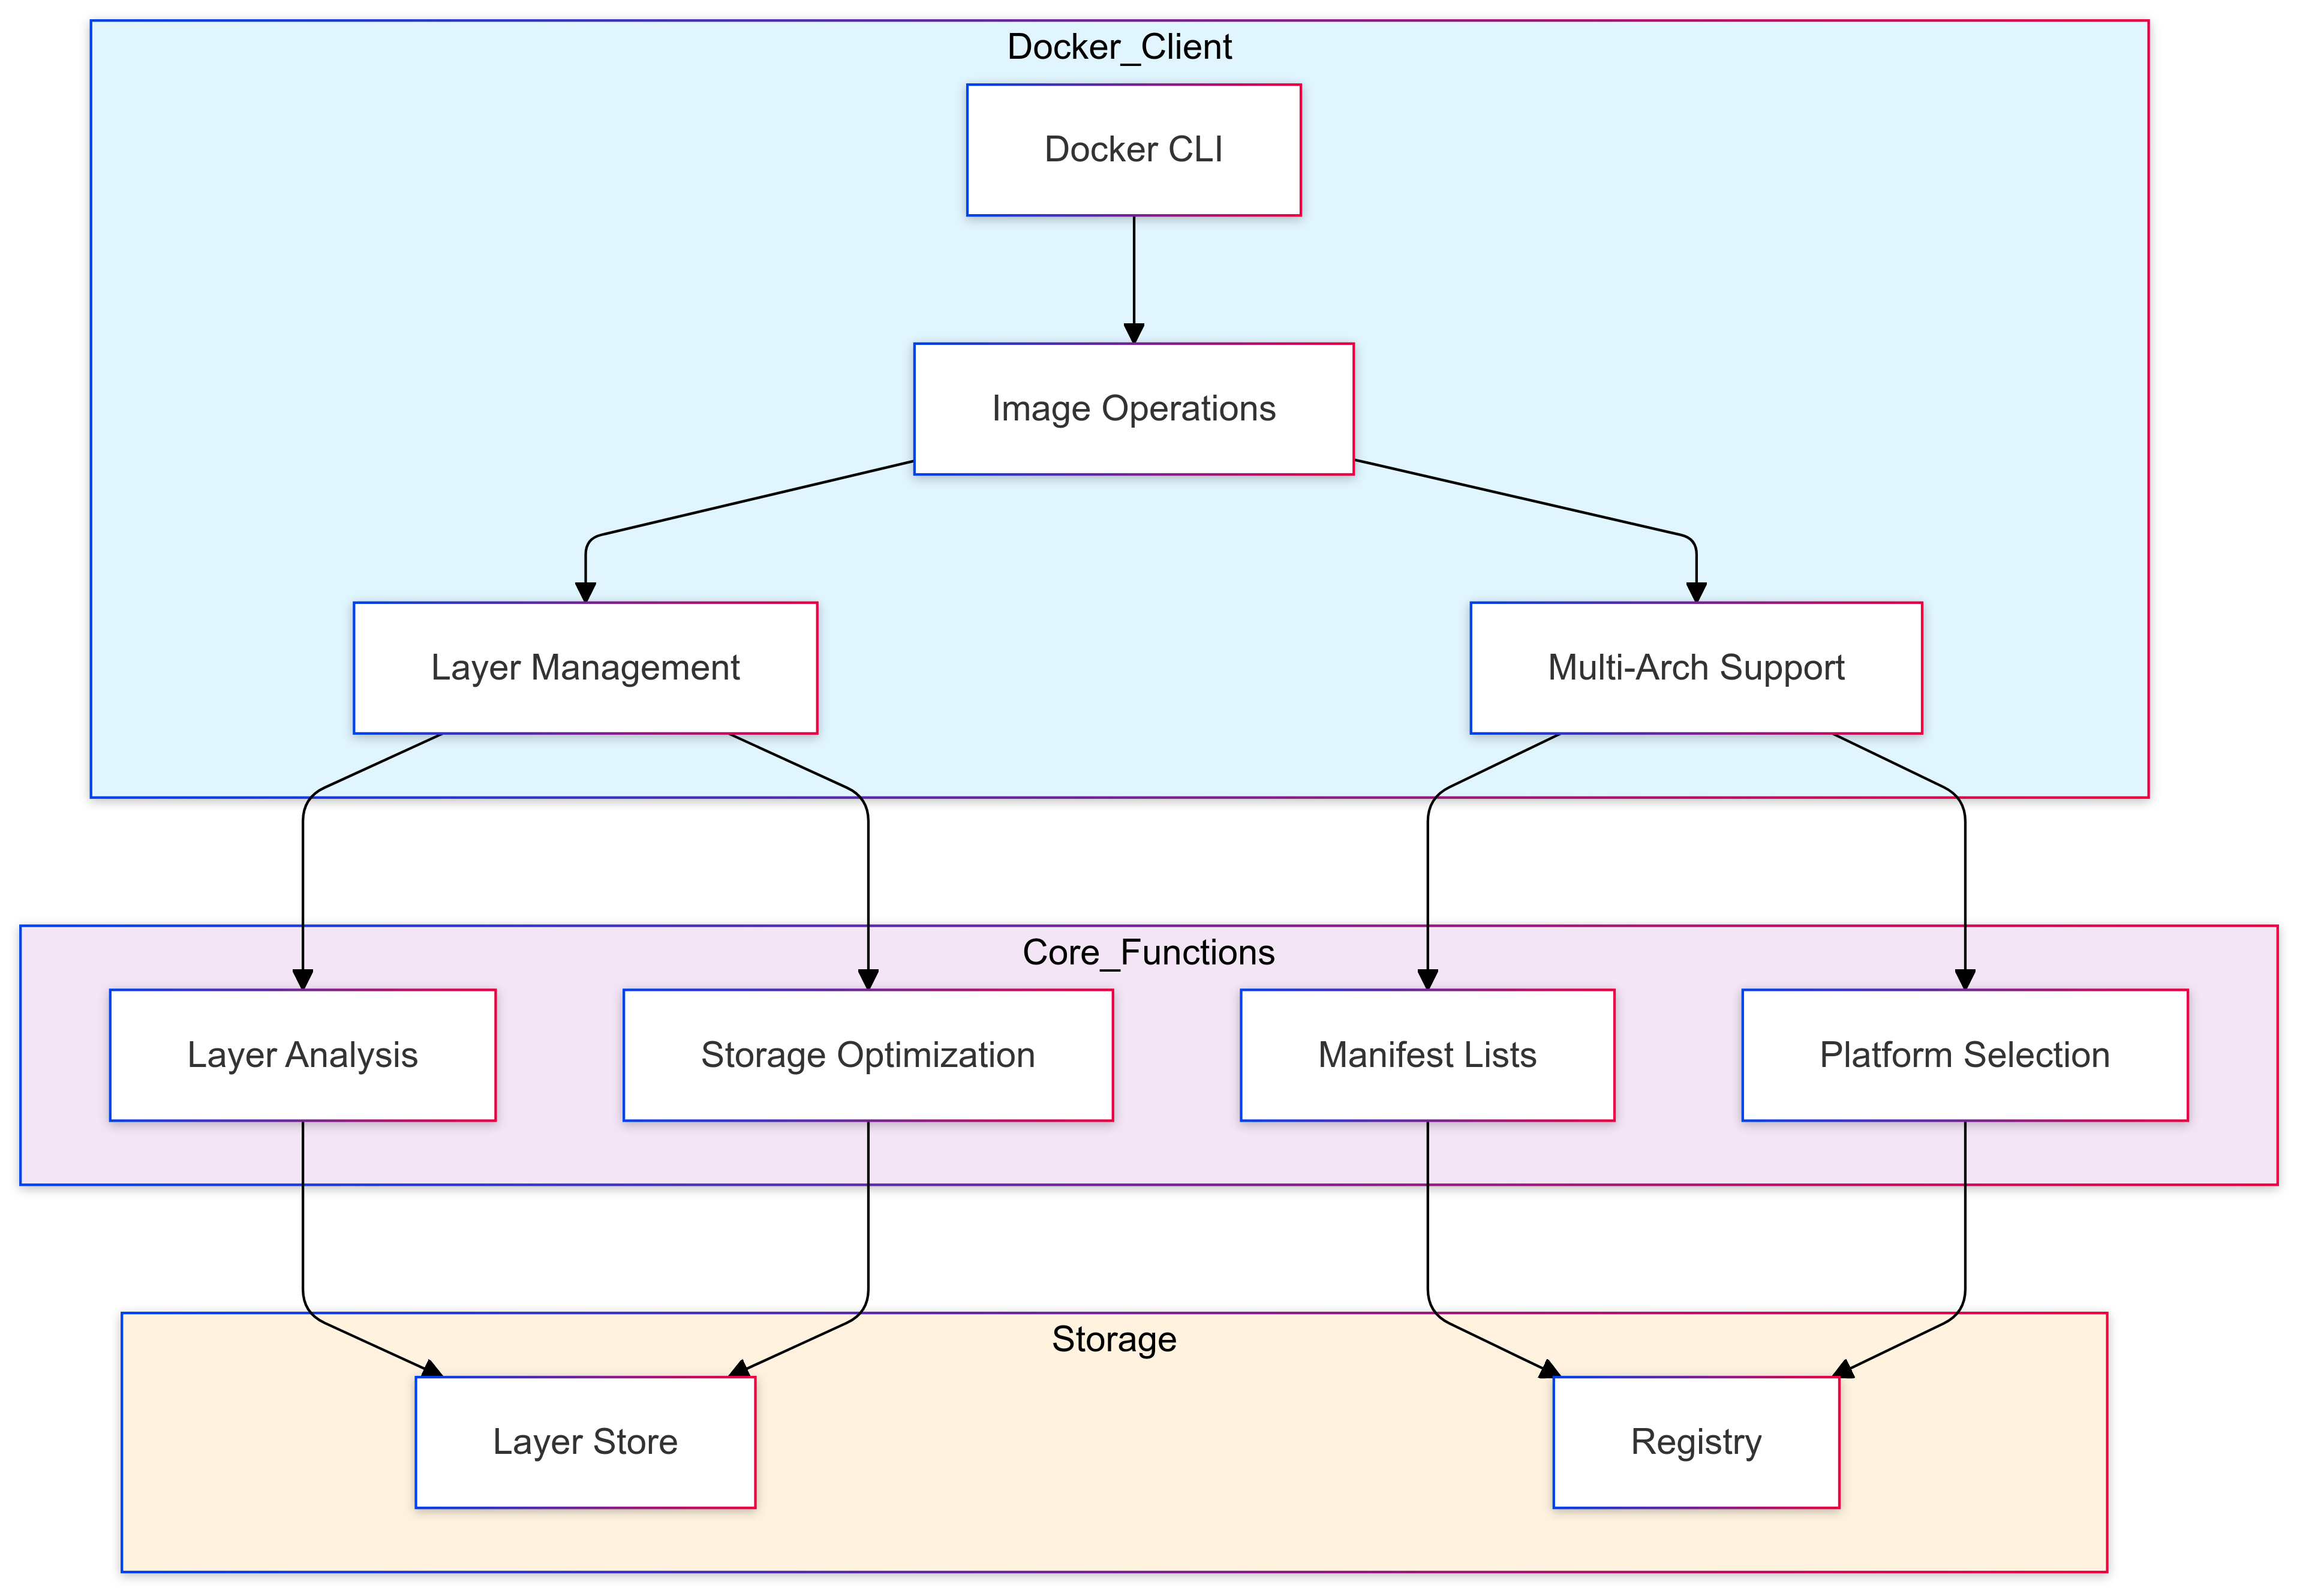 Docker_Client
Docker CLI
Image Operations
Layer Management
Multi-Arch Support
Core_Functions
Layer Analysis
Storage Optimization
Manifest Lists
Platform Selection
Storage
Layer Store
Registry